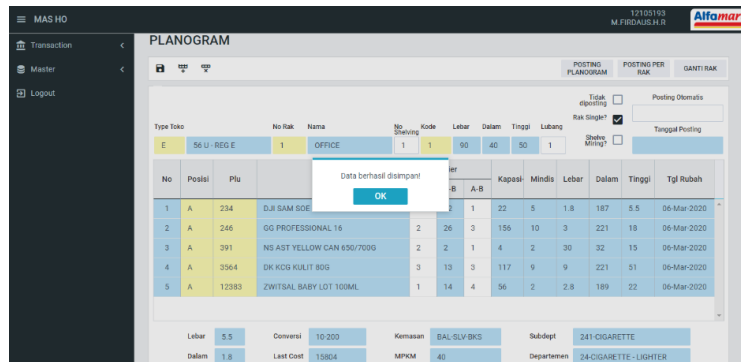 MAS HO
12105193
M.FIRDAUS.H.R
Alfamar
Transaction
Master
Logout
PLANOGRAM
POSTING PLANOGRAM
POSTING PER RAK
GANTI RAK
Tidak diposting
Posting Otomatis
Rak Single?
Tanggal Posting
Shelve Miring?
Type Toko No Rak Nama No Shelving Kode Lebar Dalam Tinggi Lubang
E 56 U - REG E 1 OFFICE 1 1 90 40 50 1
Data berhasil disimpan!
OK
No Posisi Plu -B A-B Kapasi- Mindis Lebar Dalam Tinggi Tgl Rubah
1 A 234 DJI SAM SOE 1 22 5 1.8 187 5.5 06-Mar-2020
2 A 246 GG PROFESSIONAL 16 2 26 3 156 10 3 221 18 06-Mar-2020
3 A 391 NS AST YELLOW CAN 650/700G 2 2 1 4 2 30 32 15 06-Mar-2020
4 A 3564 DK KCG KULIT 80G 3 13 3 117 9 9 221 51 06-Mar-2020
5 A 12383 ZWITSAL BABY LOT 100ML 1 14 4 56 2 2.8 189 22 06-Mar-2020
Lebar 5.5 Conversi 10-200 Kemasan BAL-SLV-BKS Subdept 241-CIGARETTE
Dalam 1.8 Last Cost 15804 MPKM 40 Departemen 24-CIGARETTE - LIGHTER